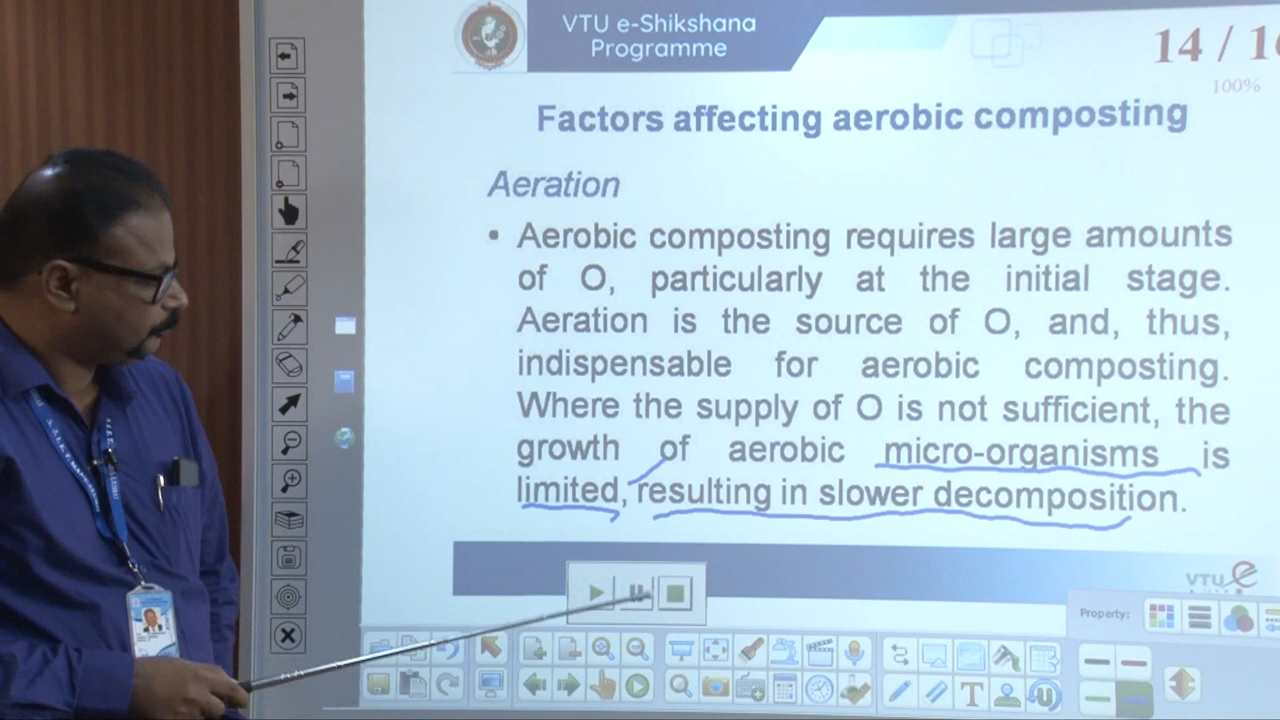 VTU e-Shikshana
Programme
14 / 16
100%
Factors affecting aerobic composting
Aeration
• Aerobic composting requires large amounts
of O, particularly at the initial stage.
Aeration is the source of O, and, thus,
indispensable for aerobic composting.
Where the supply of O is not sufficient, the
growth of aerobic micro-organisms is
limited, resulting in slower decomposition.
VTU e
Property:
T